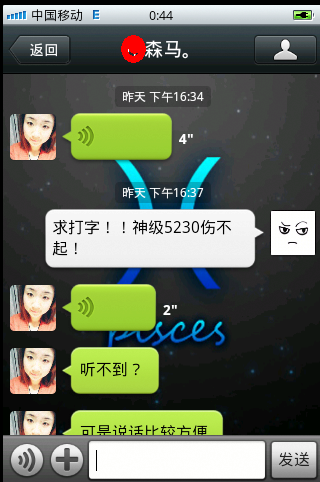 中国移动 E 0:44
返回 森马。
昨天 下午16:34
4"
昨天 下午16:37
求打字！！神级5230伤不
起！
2"
pisces
听不到？
可是说话比较方便
发送